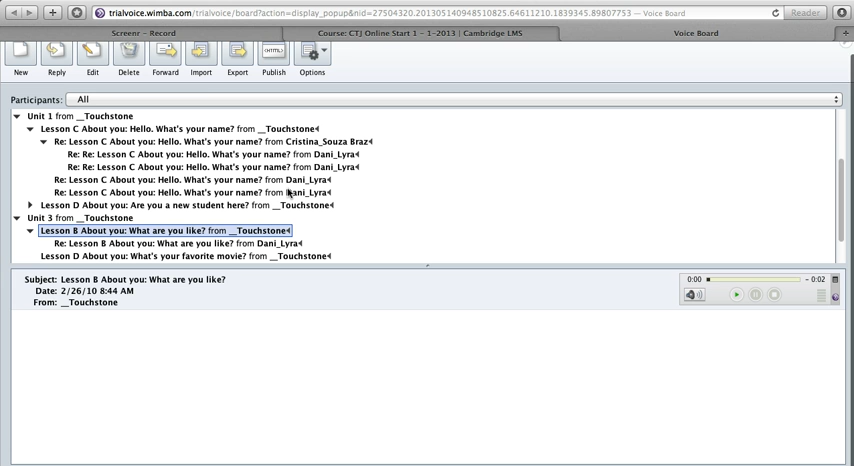 trialvoice.wimba.com/trialvoice/board?action=display_popup&nid=27504320.201305140948510825.64611210.1839345.89807753 — Voice Board
Reader
Screenr – Record
Course: CTJ Online Start 1 – 1-2013 | Cambridge LMS
Voice Board
New Reply Edit Delete Forward Import Export Publish Options
<HTML>
Participants: All
Unit 1 from __Touchstone
Lesson C About you: Hello. What's your name? from __Touchstone
Re: Lesson C About you: Hello. What's your name? from Cristina_Souza Braz
Re: Re: Lesson C About you: Hello. What's your name? from Dani_Lyra
Re: Re: Lesson C About you: Hello. What's your name? from Dani_Lyra
Re: Lesson C About you: Hello. What's your name? from Dani_Lyra
Re: Lesson C About you: Hello. What's your name? from Dani_Lyra
Lesson D About you: Are you a new student here? from __Touchstone
Unit 3 from __Touchstone
Lesson B About you: What are you like? from __Touchstone
Re: Lesson B About you: What are you like? from Dani_Lyra
Lesson D About you: What's your favorite movie? from __Touchstone
Subject: Lesson B About you: What are you like?
Date: 2/26/10 8:44 AM
From: __Touchstone
0:00 - 0:02